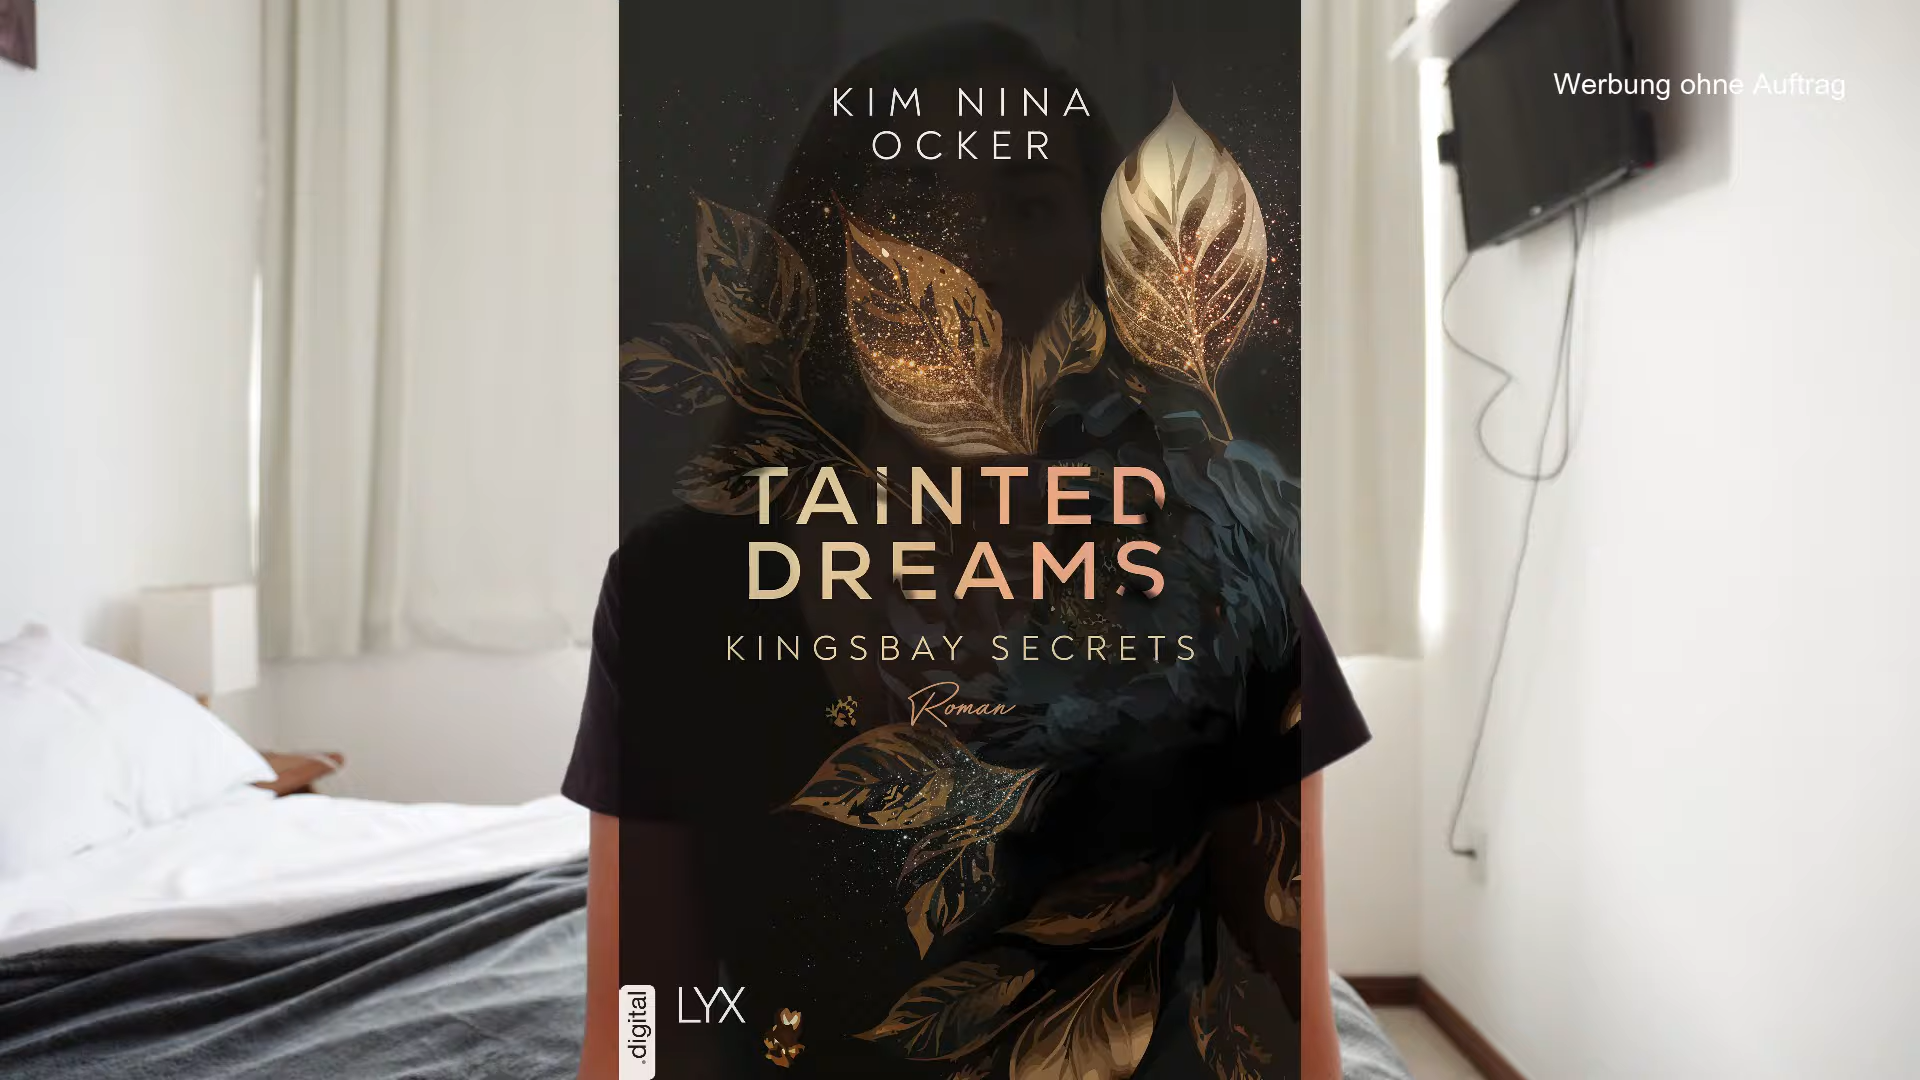 Werbung ohne Auftrag
KIM NINA
OCKER
TAINTED
DREAMS
KINGSBAY SECRETS
Roman
.digital
LYX